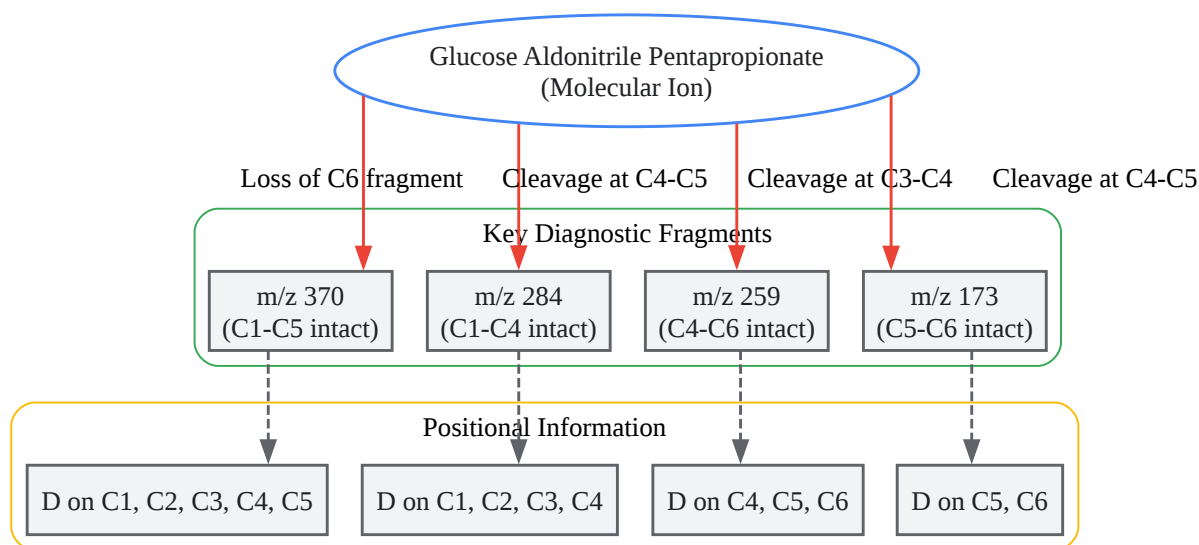 Glucose Aldonitrile Pentapropionate
(Molecular Ion)
Loss of C6 fragment
Cleavage at C4-C5
Cleavage at C3-C4
Cleavage at C4-C5
Key Diagnostic Fragments
m/z 370
(C1-C5 intact)
m/z 284
(C1-C4 intact)
m/z 259
(C4-C6 intact)
m/z 173
(C5-C6 intact)
Positional Information
D on C1, C2, C3, C4, C5
D on C1, C2, C3, C4
D on C4, C5, C6
D on C5, C6